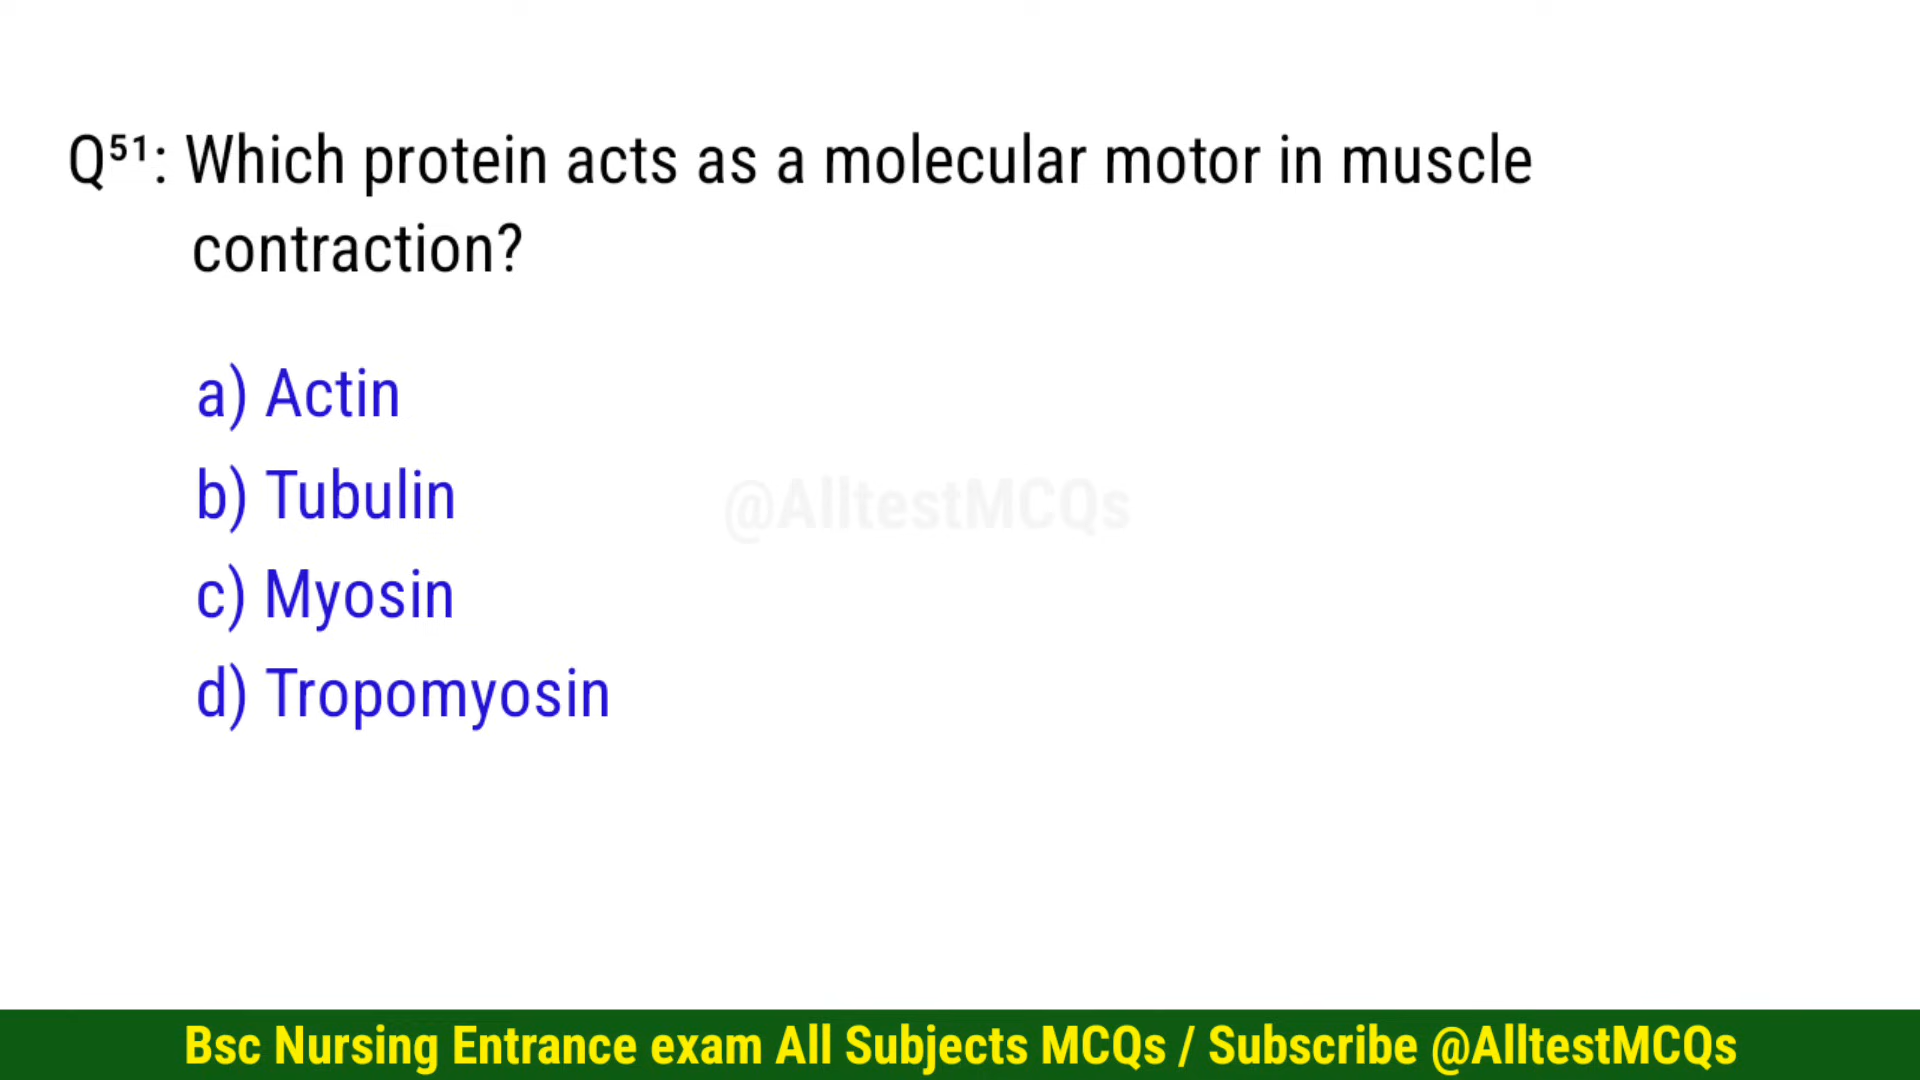 Q⁵¹: Which protein acts as a molecular motor in muscle
contraction?
a) Actin
b) Tubulin
@AlltestMCQs
c) Myosin
d) Tropomyosin
Bsc Nursing Entrance exam All Subjects MCQs / Subscribe @AlltestMCQs